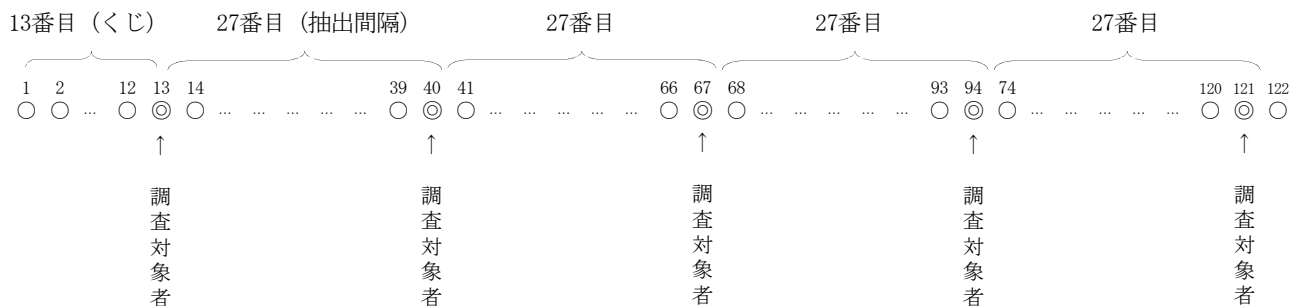 13番目（くじ） 27番目（抽出間隔） 27番目 27番目 27番目
1 2 12 13 14 39 40 41 66 67 68 93 94 74 120 121 122
○ ○ … ○ ◎ ○ … … … … … ○ ◎ ○ … … … … … ○ ◎ ○ … … … … … ○ ◎ ○ … … … … … ○ ◎ ○
↑ ↑ ↑ ↑ ↑
調査対象者
調査対象者
調査対象者
調査対象者
調査対象者